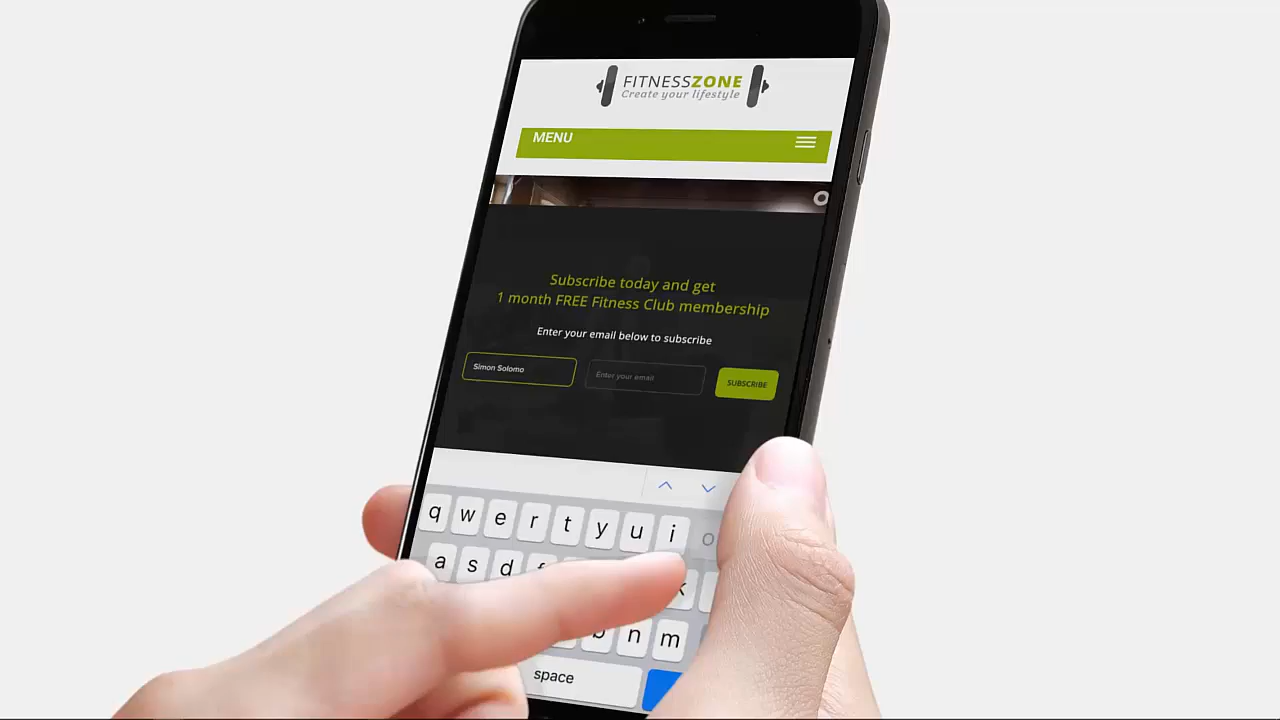 FITNESSZONE
Create your lifestyle
MENU
Subscribe today and get
1 month FREE Fitness Club membership
Enter your email below to subscribe
Simon Solomo
Enter your email
SUBSCRIBE
q w e r t y u i o
a s d f k
b n m
space